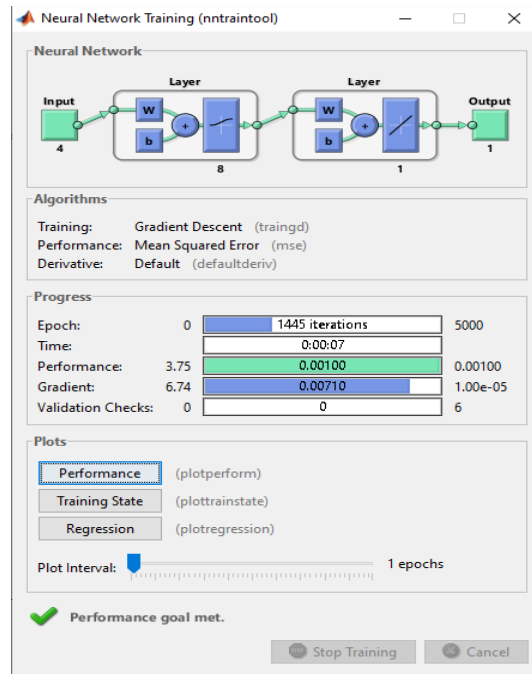 Neural Network Training (nntraintool)
Neural Network
Layer Layer
Input W W Output
b + b +
4 8 1 1
Algorithms
Training: Gradient Descent (traingd)
Performance: Mean Squared Error (mse)
Derivative: Default (defaultderiv)
Progress
Epoch: 0 1445 iterations 5000
Time: 0:00:07
Performance: 3.75 0.00100 0.00100
Gradient: 6.74 0.00710 1.00e-05
Validation Checks: 0 0 6
Plots
Performance (plotperform)
Training State (plottrainstate)
Regression (plotregression)
Plot Interval: 1 epochs
Performance goal met.
Stop Training Cancel